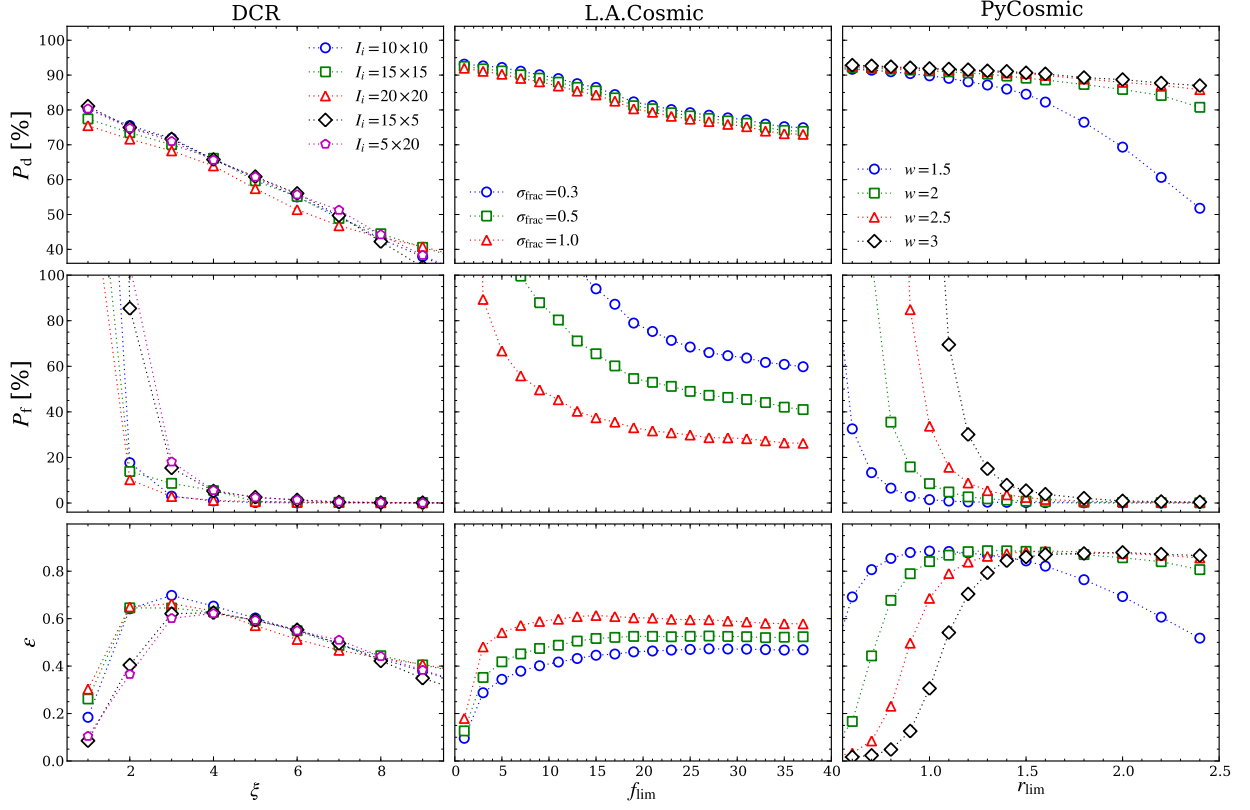 DCR
L.A.Cosmic
PyCosmic
P_d [%]
100
90
80
70
60
50
40
I_i=10×10
I_i=15×15
I_i=20×20
I_i=15×5
I_i=5×20
σ_frac=0.3
σ_frac=0.5
σ_frac=1.0
w=1.5
w=2
w=2.5
w=3
P_f [%]
100
80
60
40
20
0
ε
0.8
0.6
0.4
0.2
0.0
2 4 6 8
0 5 10 15 20 25 30 35 40
1.0 1.5 2.0 2.5
ξ
f_lim
r_lim